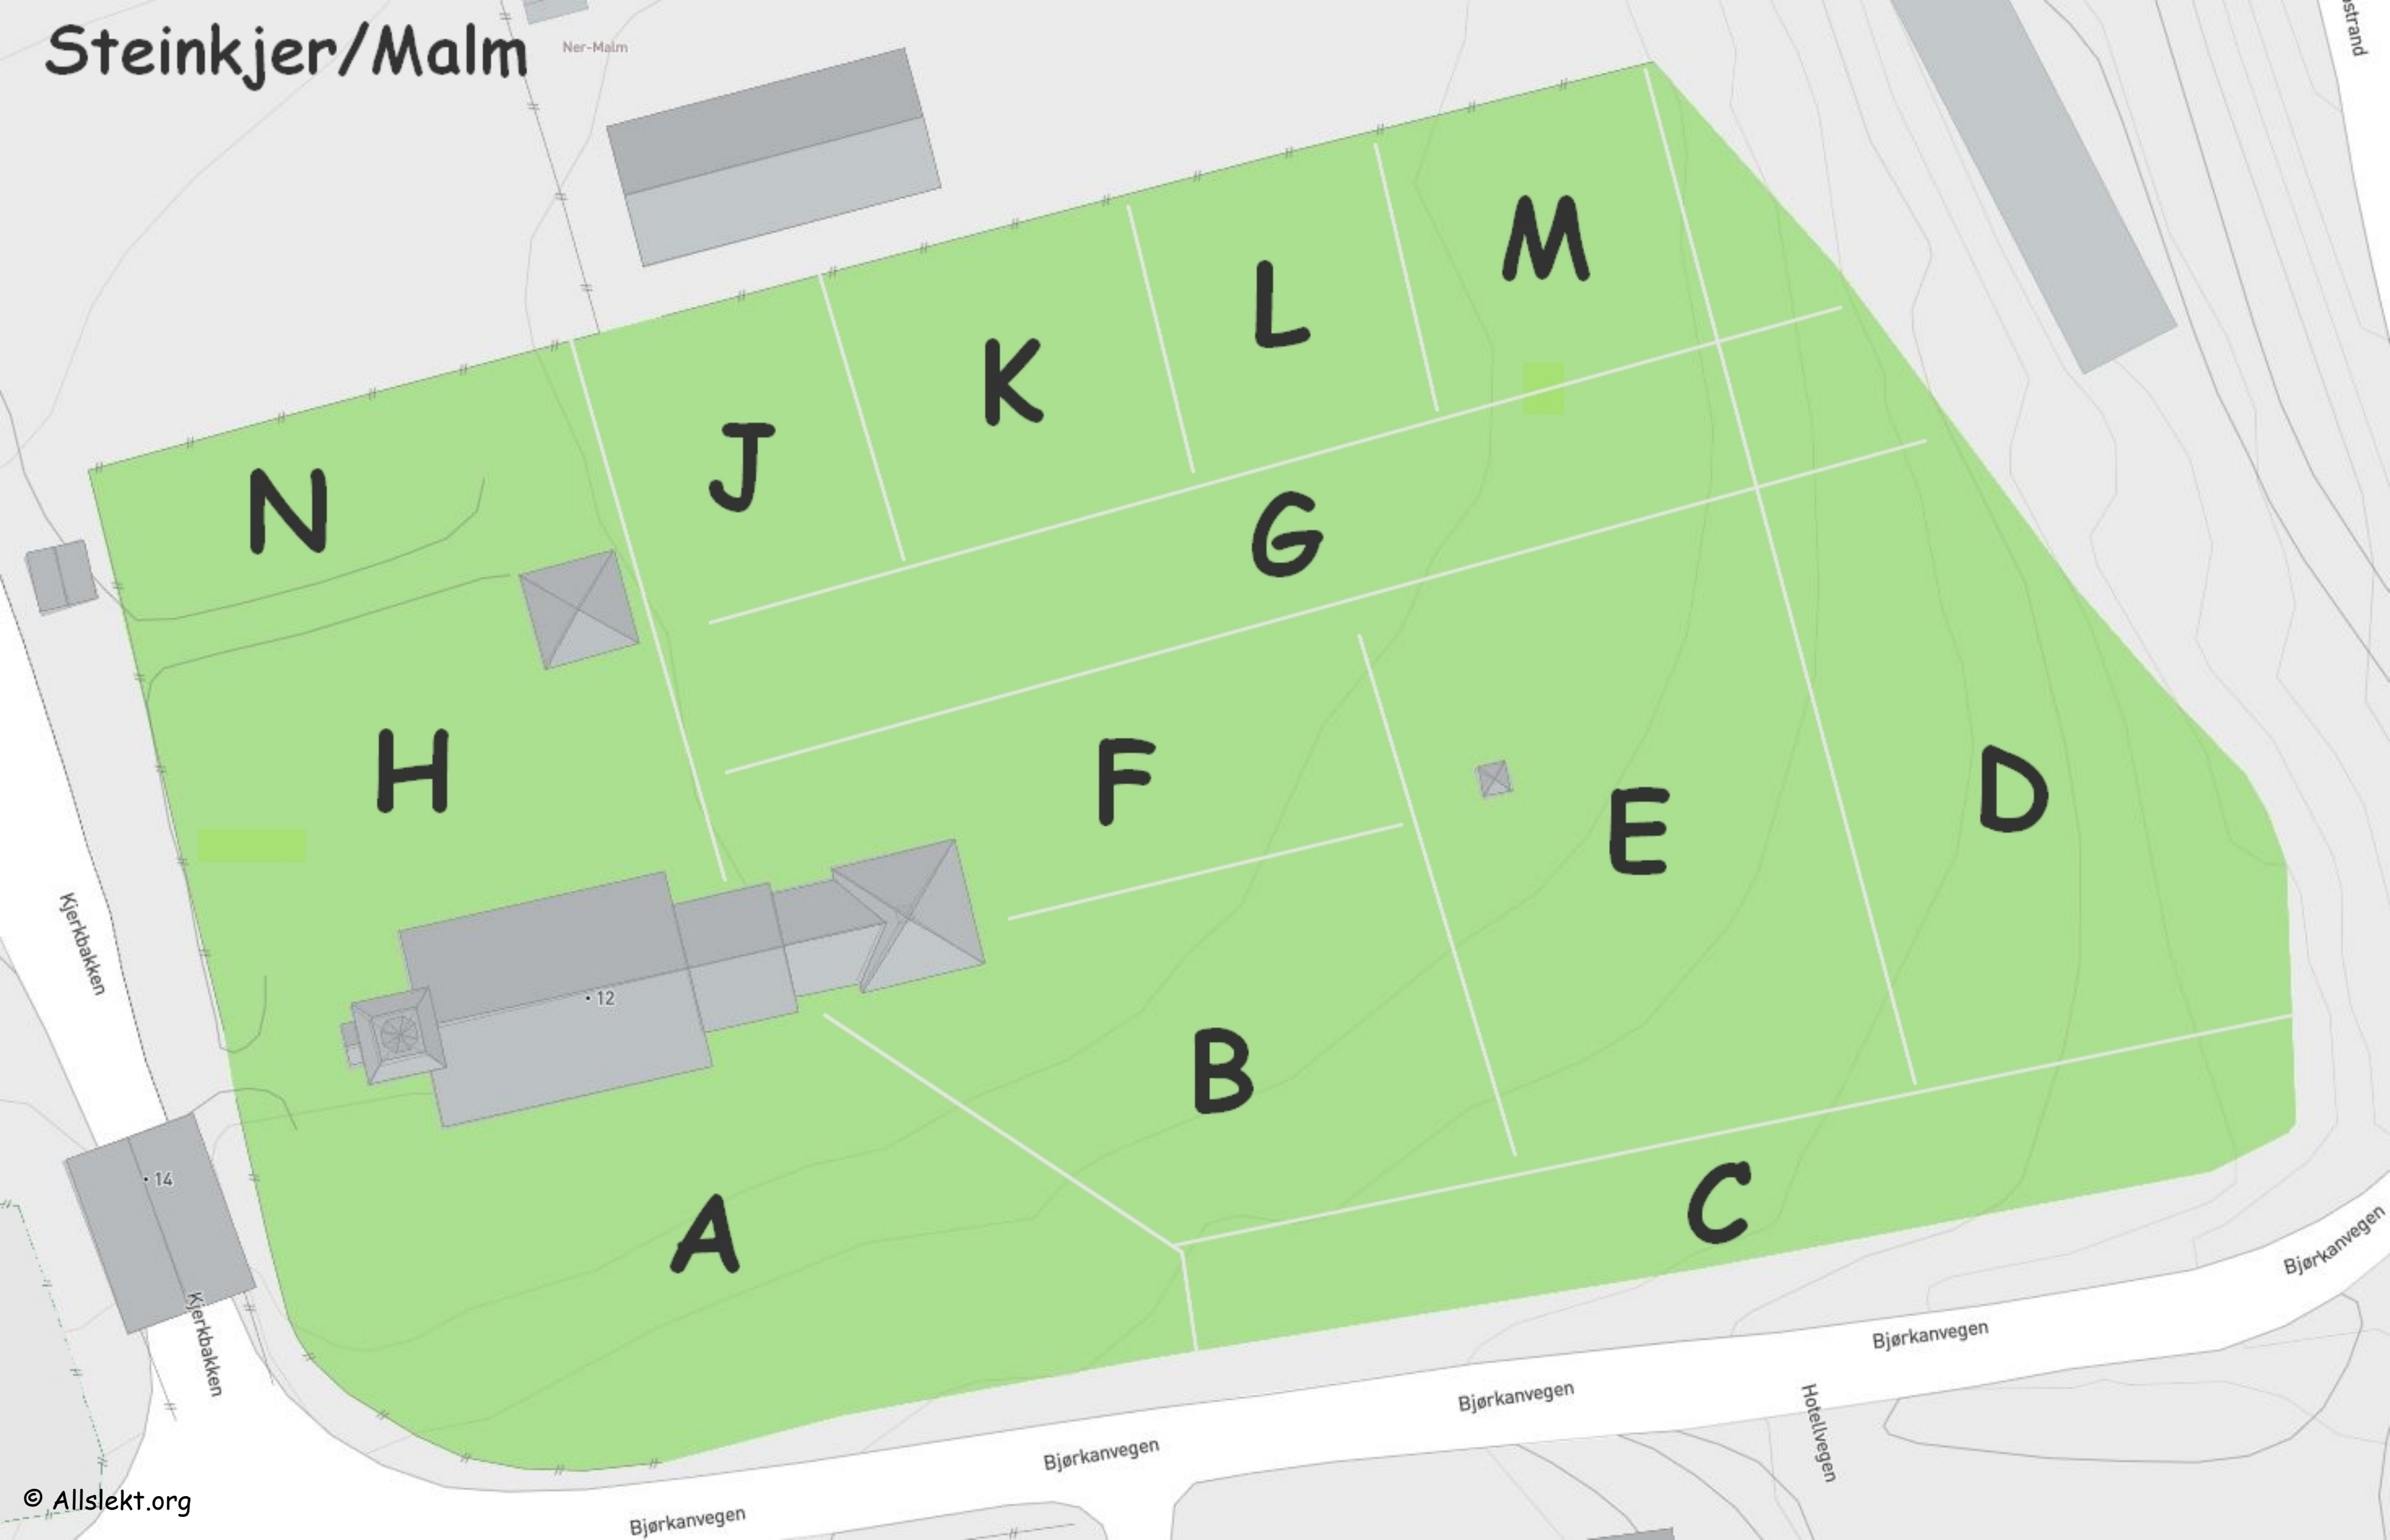 Steinkjer/Malm
Ner-Malm
M
L
K
J
N
G
H
F
E
D
Kjerkbakken
12
B
14
A
C
Kjerkbakken
Bjørkanvegen
Bjørkanvegen
Bjørkanvegen
Bjørkanvegen
Bjørkanvegen
Hotellvegen
© Allslekt.org